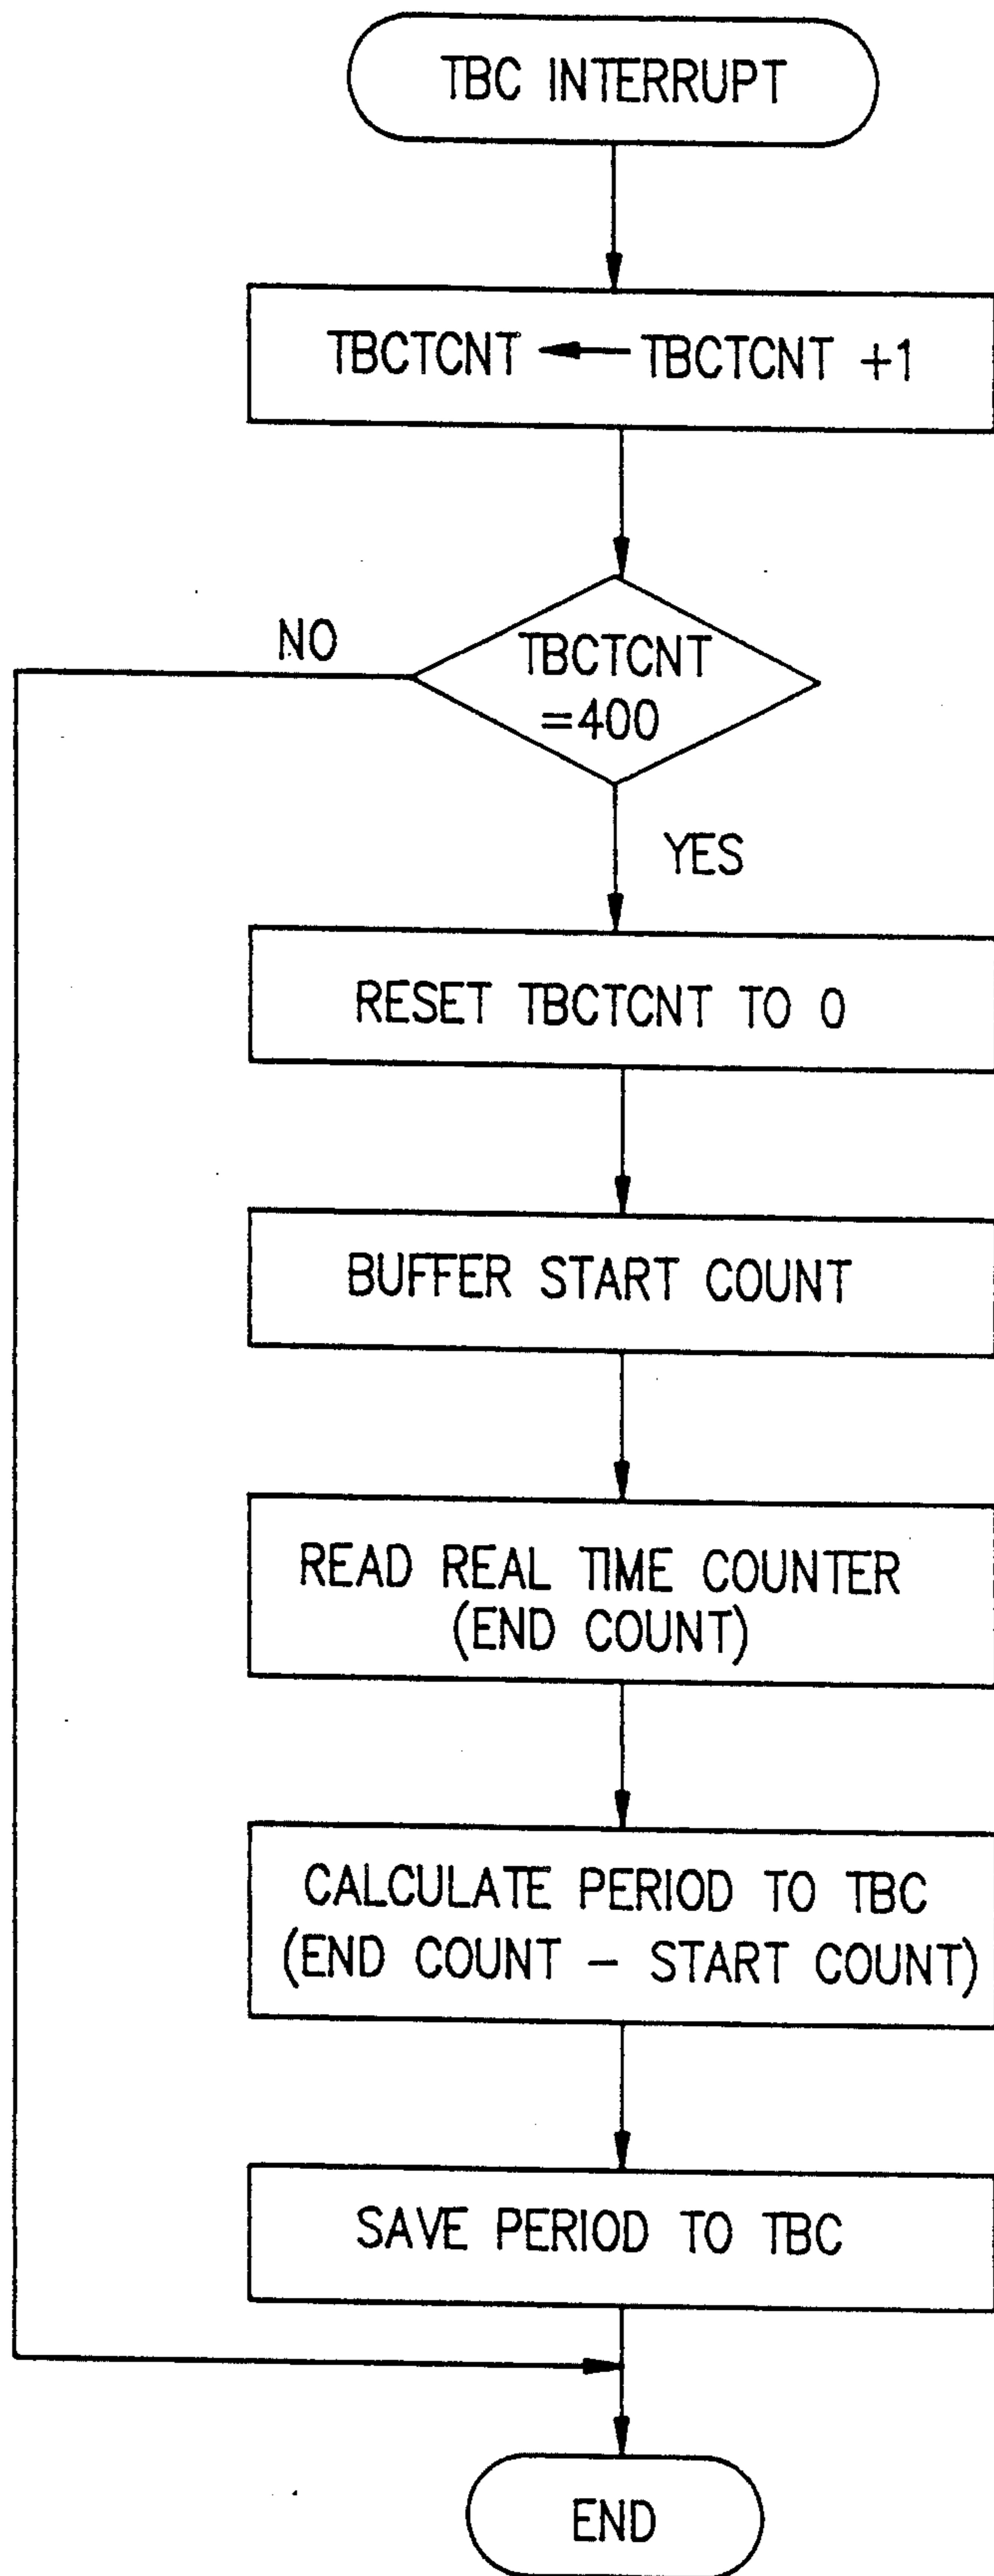 TBC INTERRUPT
TBCTCNT ← TBCTCNT +1
TBCTCNT
=400
NO
YES
RESET TBCTCNT TO 0
BUFFER START COUNT
READ REAL TIME COUNTER
(END COUNT)
CALCULATE PERIOD TO TBC
(END COUNT – START COUNT)
SAVE PERIOD TO TBC
END